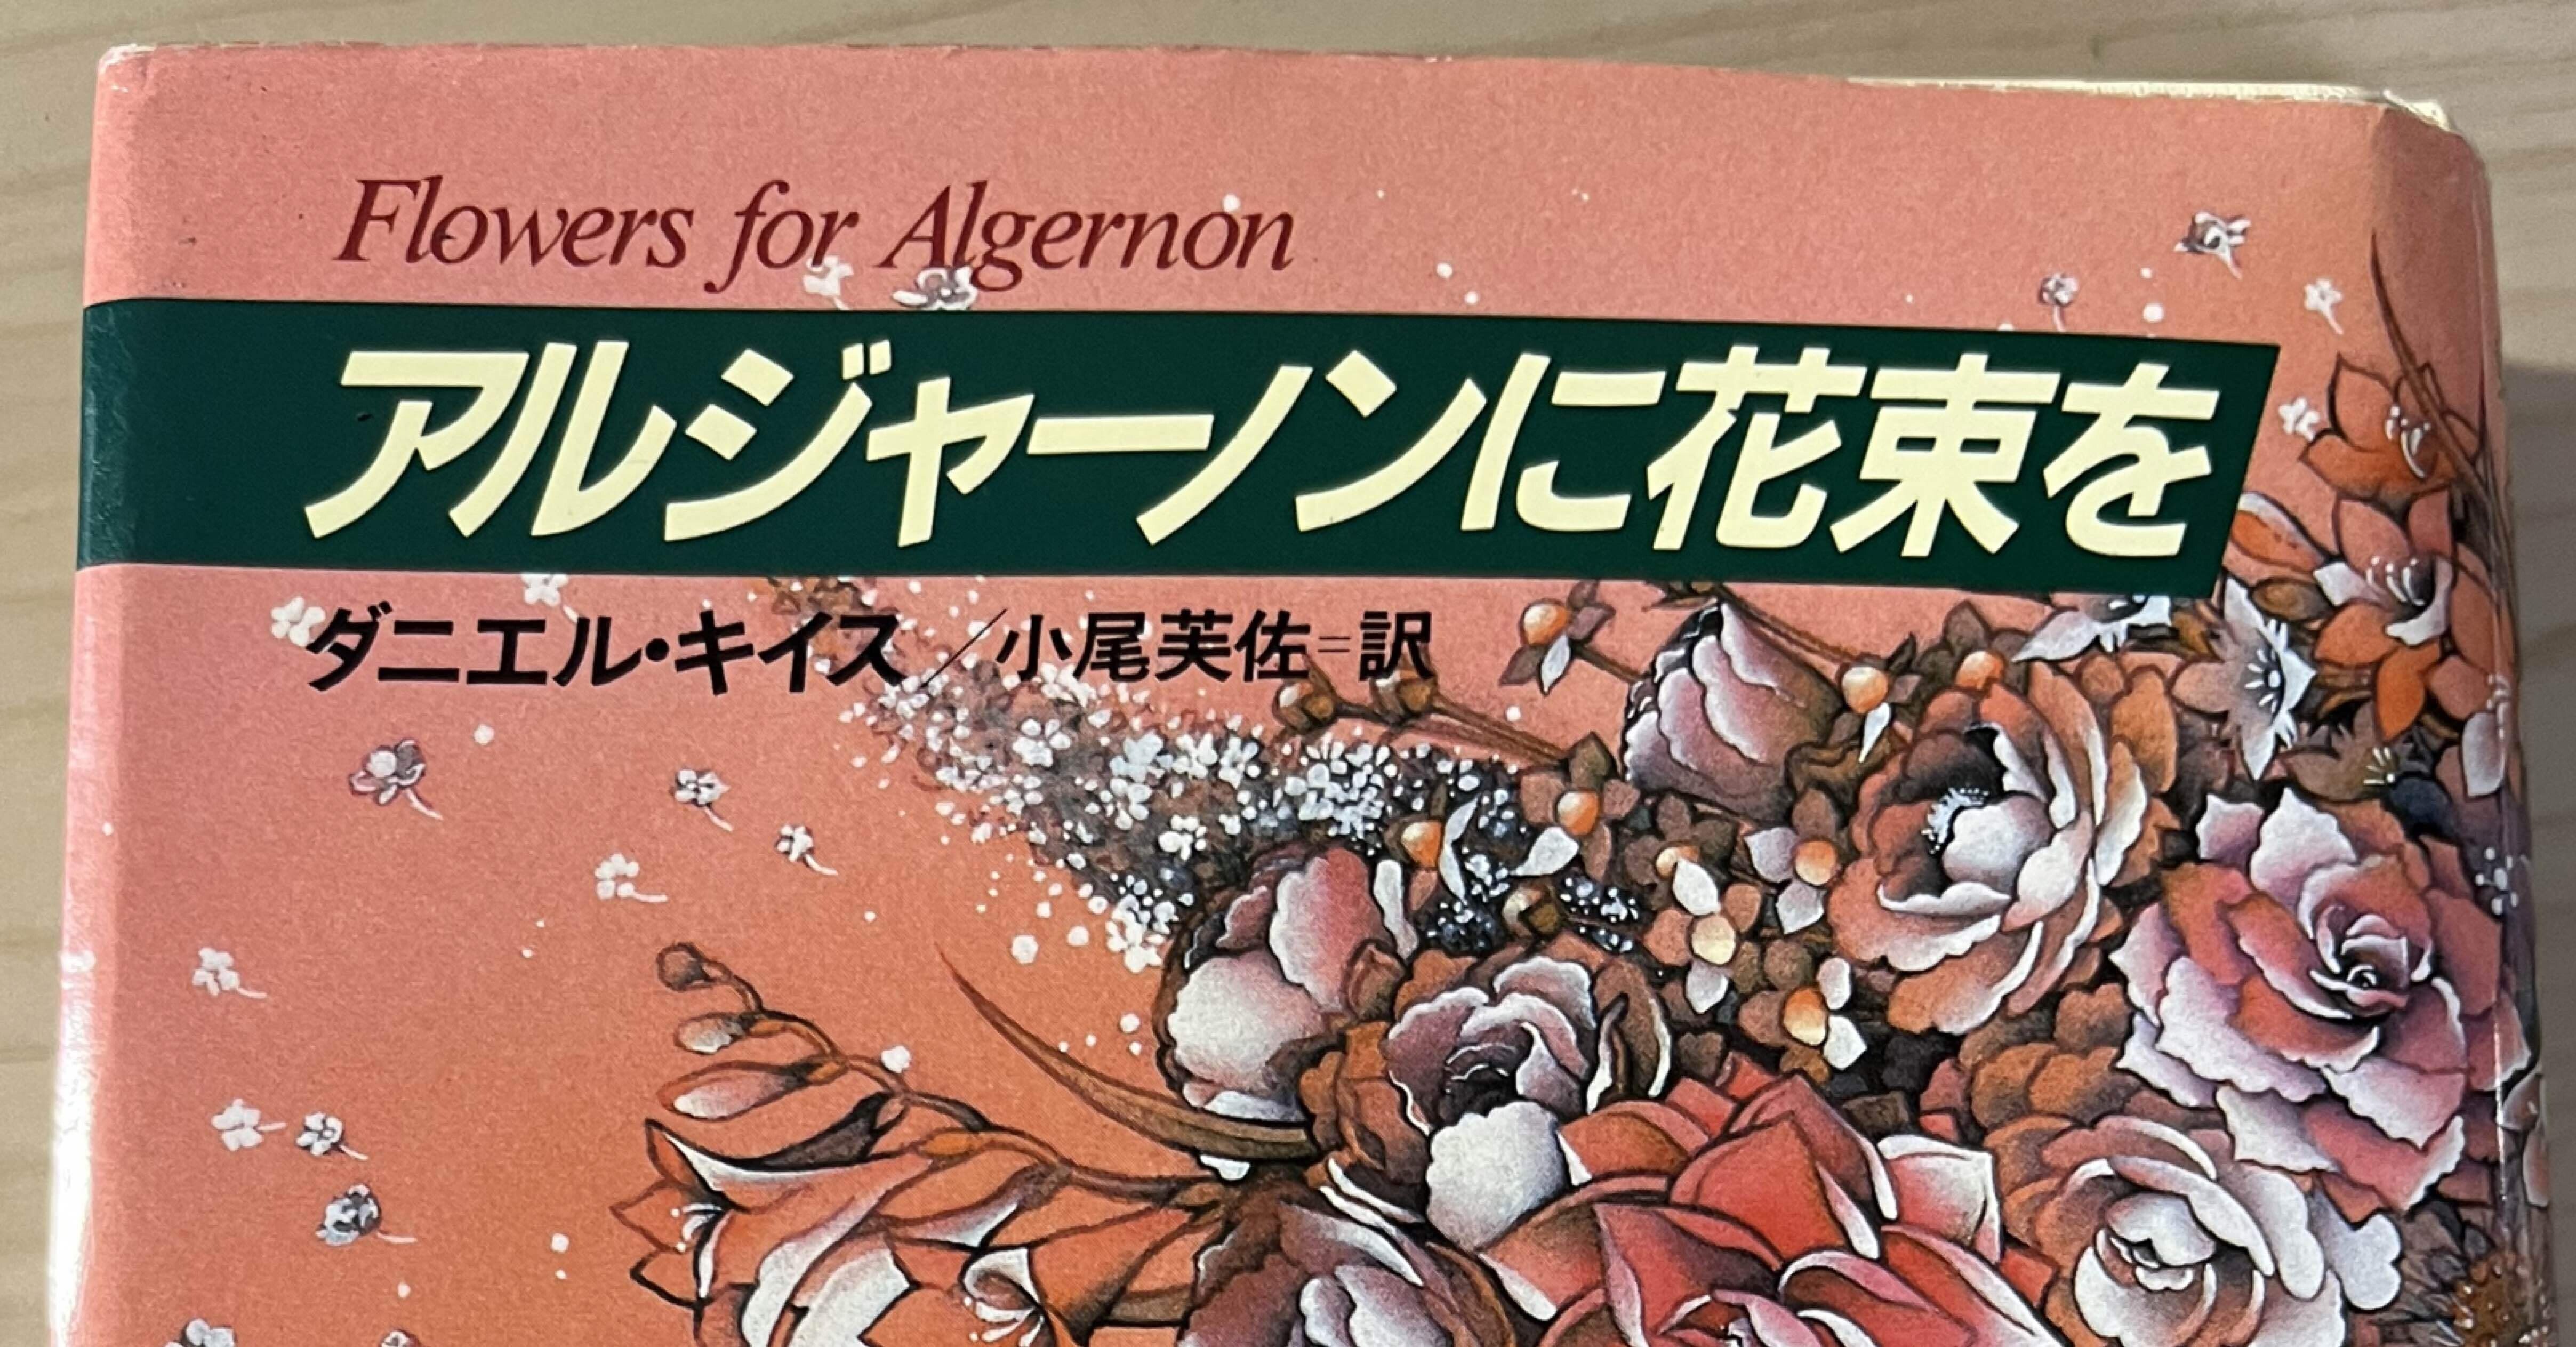 Flowers for Algernon
アルジャーノンに花束を
ダニエル・キイス／小尾芙佐=訳